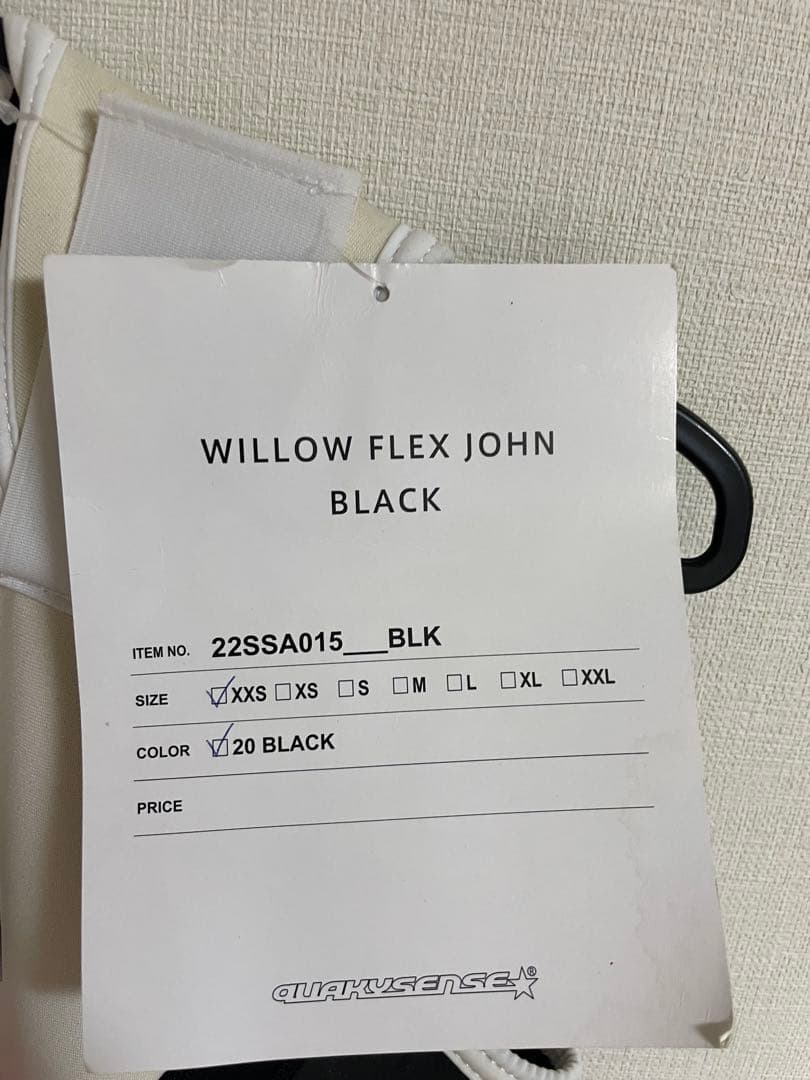 WILLOW FLEX JOHN
BLACK
ITEM NO. 22SSA015___BLK
SIZE ☑XXS ☐XS ☐S ☐M ☐L ☐XL ☐XXL
COLOR ☑20 BLACK
PRICE
QUAKYSENSE®